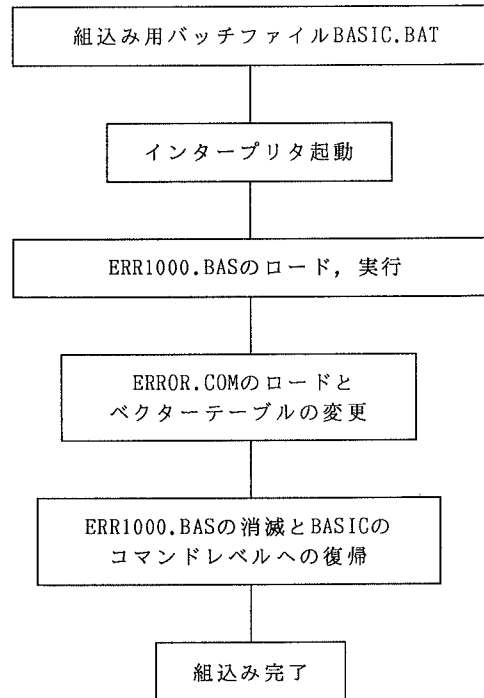 組込み用バッチファイルBASIC.BAT
インタープリタ起動
ERR1000.BASのロード，実行
ERROR.COMのロードと
ベクターテーブルの変更
ERR1000.BASの消滅とBASICの
コマンドレベルへの復帰
組込み完了